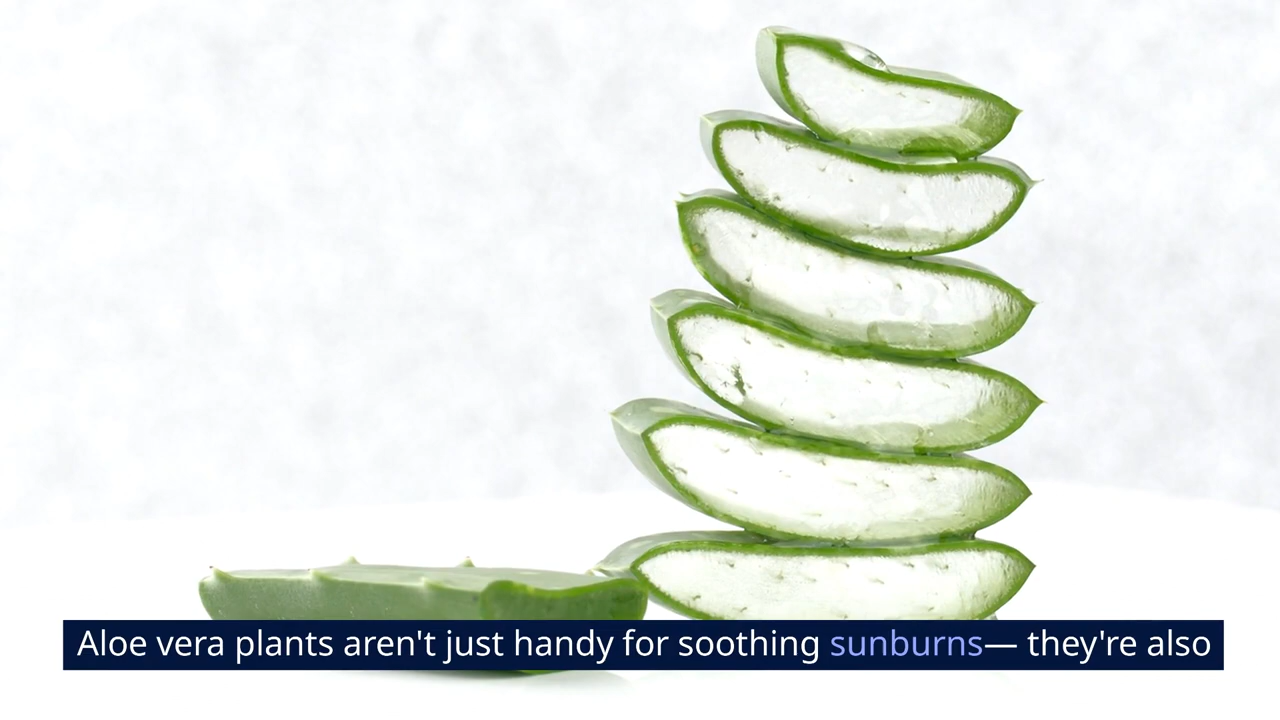 Aloe vera plants aren't just handy for soothing sunburns— they're also